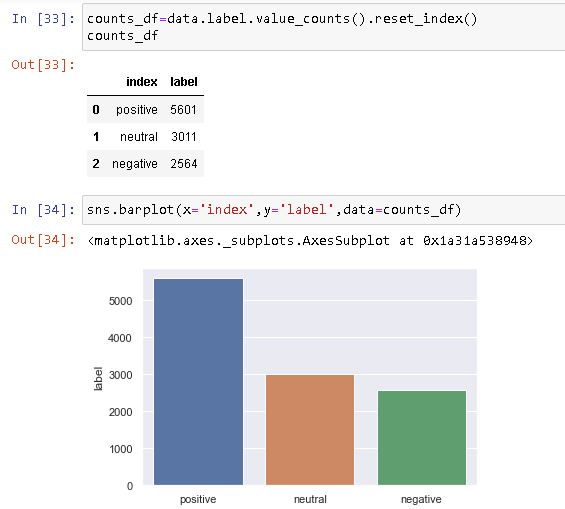 In [33]: counts_df=data.label.value_counts().reset_index()
counts_df
Out[33]:
index label
0 positive 5601
1 neutral 3011
2 negative 2564
In [34]: sns.barplot(x='index',y='label',data=counts_df)
Out[34]: <matplotlib.axes._subplots.AxesSubplot at 0x1a31a538948>
5000
4000
3000
label
2000
1000
0
positive neutral negative